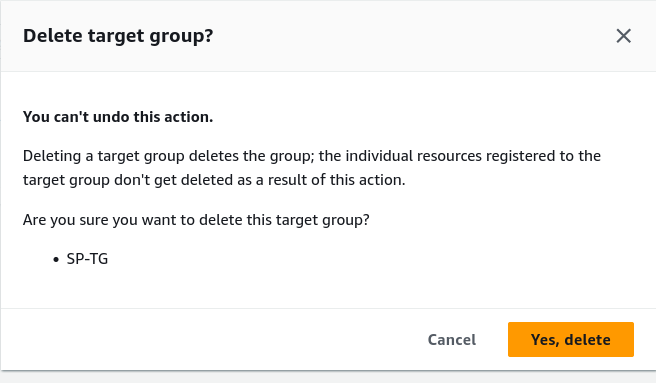 Delete target group?
You can't undo this action.
Deleting a target group deletes the group; the individual resources registered to the
target group don't get deleted as a result of this action.
Are you sure you want to delete this target group?
• SP-TG
Cancel
Yes, delete